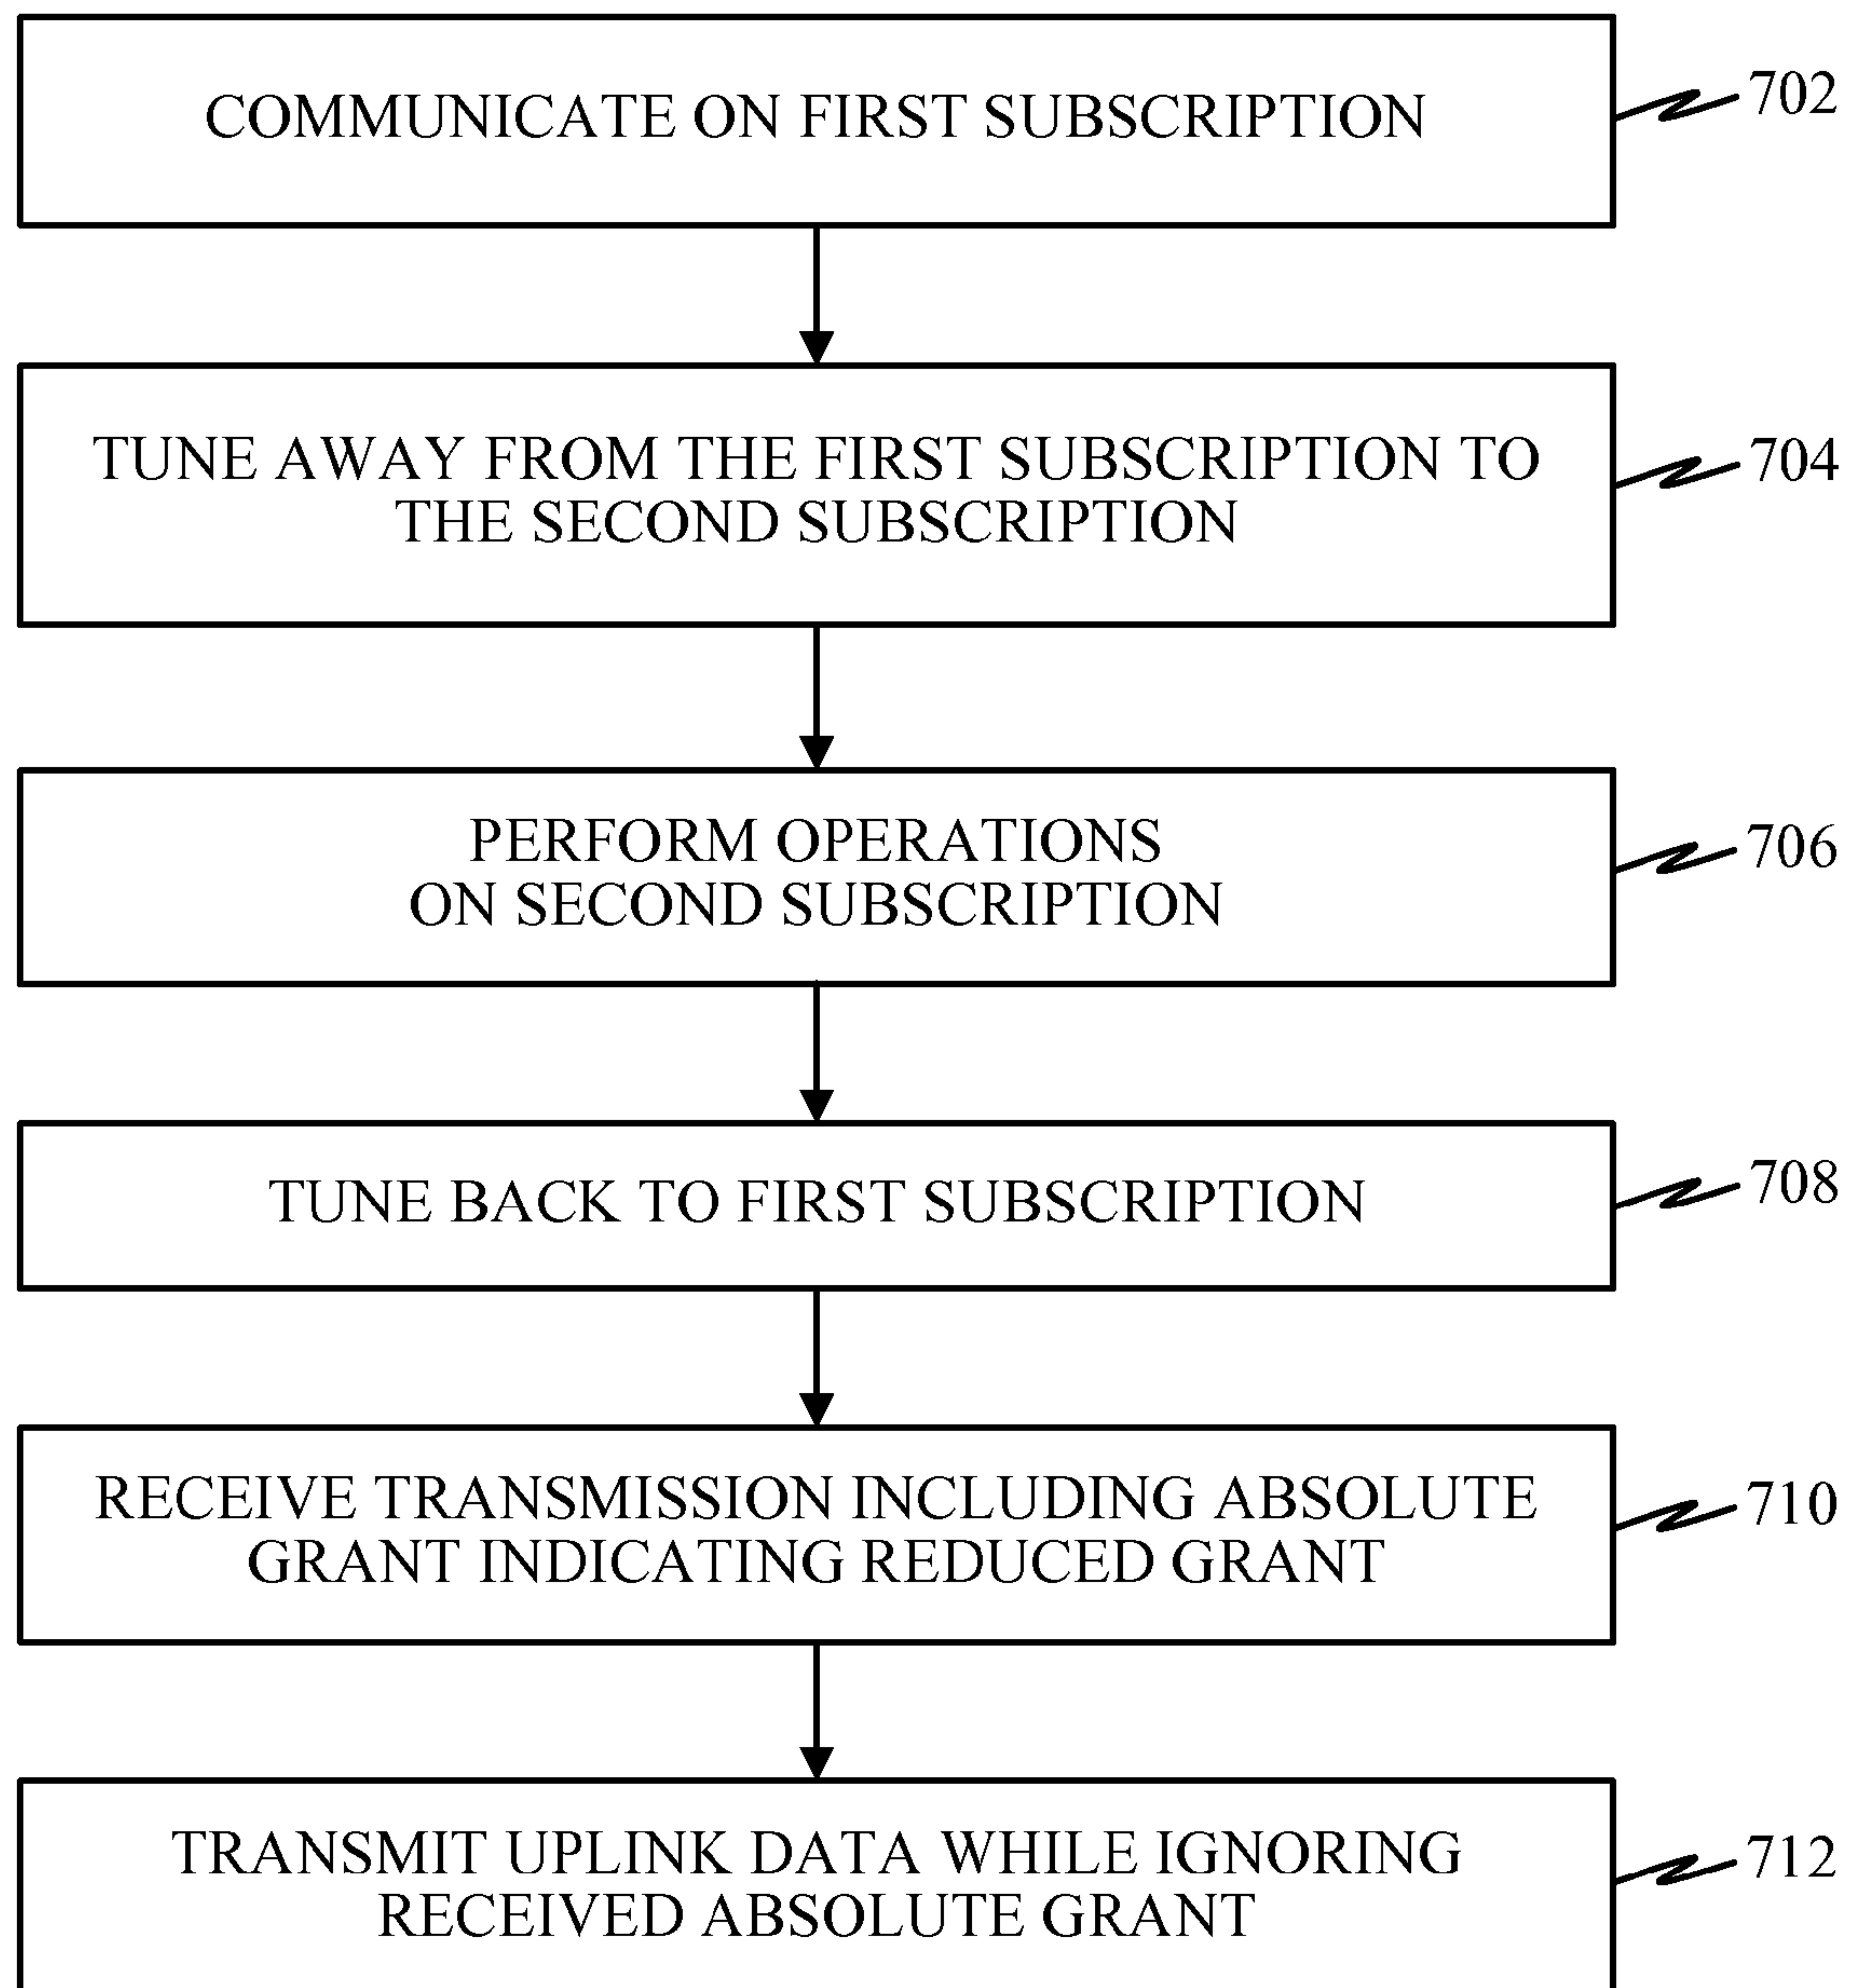 COMMUNICATE ON FIRST SUBSCRIPTION
702
TUNE AWAY FROM THE FIRST SUBSCRIPTION TO
THE SECOND SUBSCRIPTION
704
PERFORM OPERATIONS
ON SECOND SUBSCRIPTION
706
TUNE BACK TO FIRST SUBSCRIPTION
708
RECEIVE TRANSMISSION INCLUDING ABSOLUTE
GRANT INDICATING REDUCED GRANT
710
TRANSMIT UPLINK DATA WHILE IGNORING
RECEIVED ABSOLUTE GRANT
712